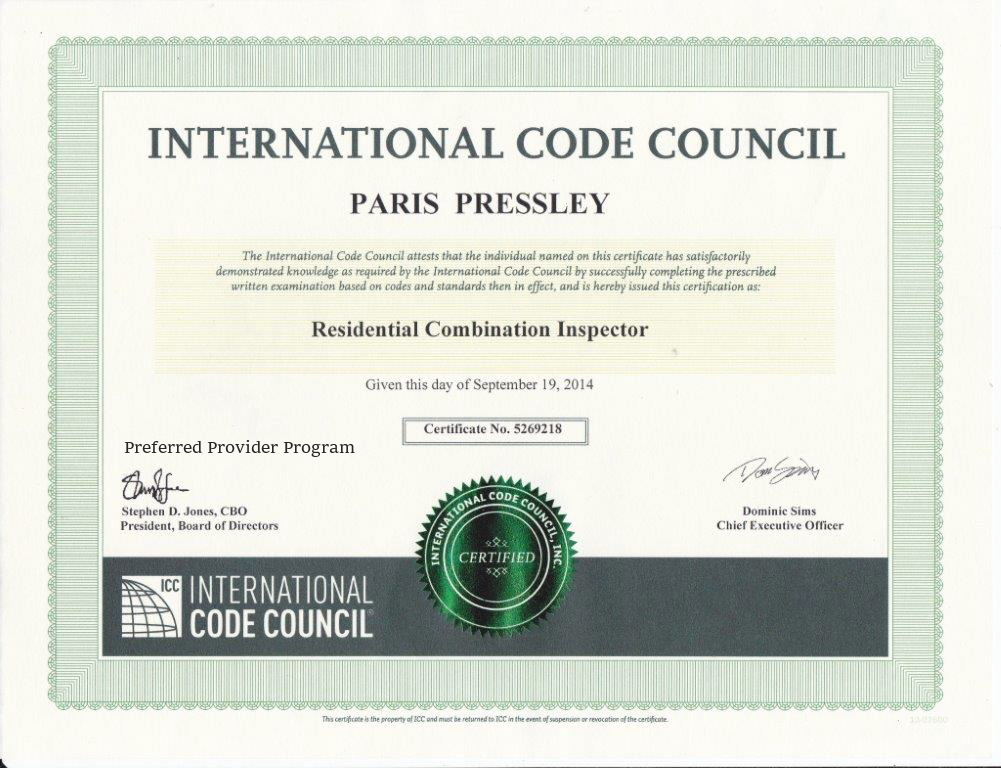 INTERNATIONAL CODE COUNCIL
PARIS PRESSLEY
The International Code Council attests that the individual named on this certificate has satisfactorily
demonstrated knowledge as required by the International Code Council by successfully completing the prescribed
written examination based on codes and standards then in effect, and is hereby issued this certification as:
Residential Combination Inspector
Given this day of September 19, 2014
Certificate No. 5269218
Preferred Provider Program
Stephen D. Jones, CBO
President, Board of Directors
Dominic Sims
Chief Executive Officer
INTERNATIONAL CODE COUNCIL, INC.
CERTIFIED
ICC
INTERNATIONAL
CODE COUNCIL
This certificate is the property of ICC and must be returned to ICC in the event of suspension or revocation of the certificate.